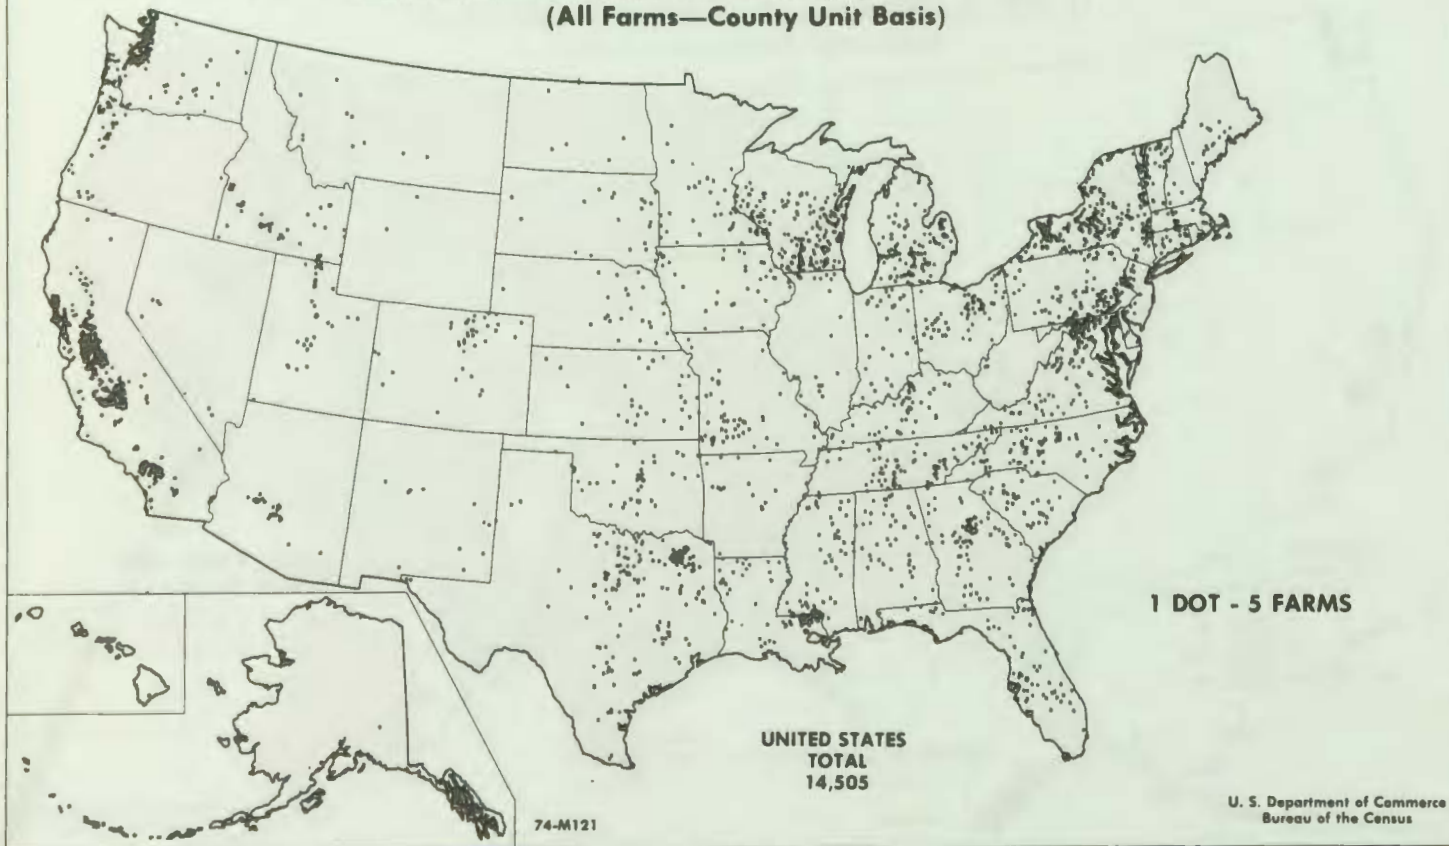 (All Farms—County Unit Basis)
1 DOT - 5 FARMS
UNITED STATES
TOTAL
14,505
74-M121
U. S. Department of Commerce
Bureau of the Census